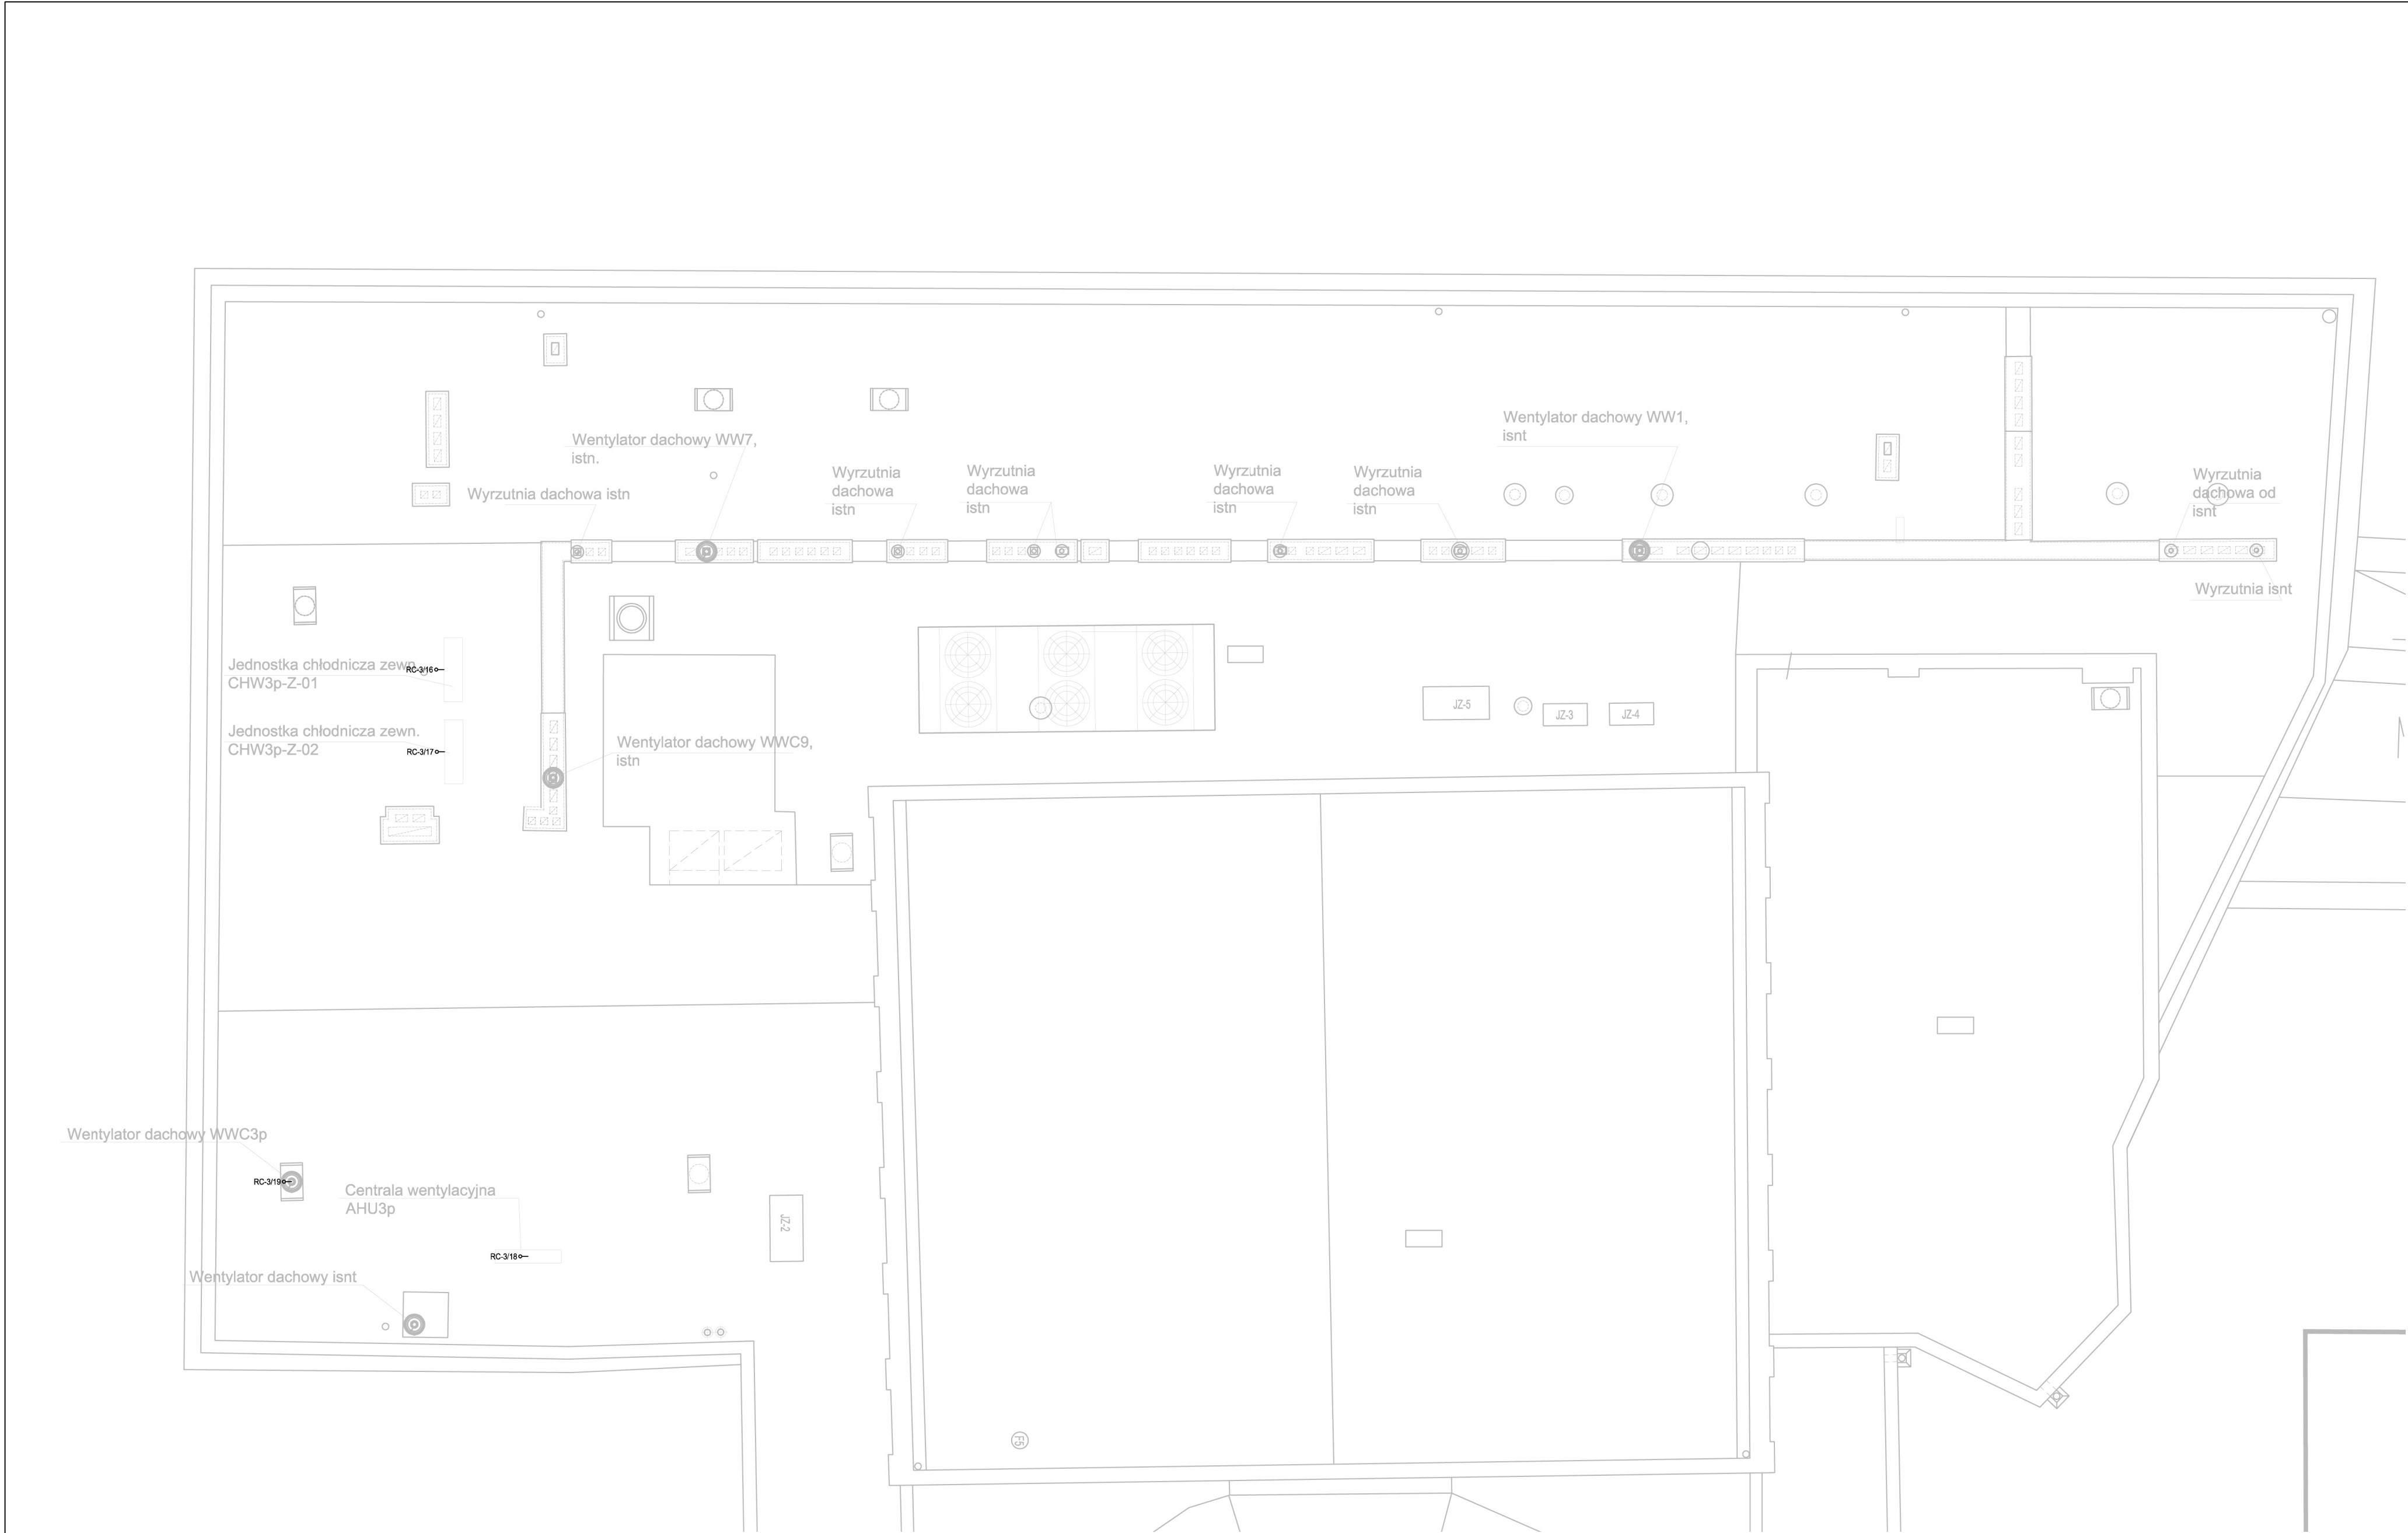 Wentylator dachowy WW1,
isnt
Wentylator dachowy WW7,
istn.
Wyrzutnia
dachowa
istn
Wyrzutnia
dachowa
istn
Wyrzutnia
dachowa
istn
Wyrzutnia
dachowa
istn
Wyrzutnia
dachowa od
isnt
Wyrzutnia dachowa istn
Wyrzutnia isnt
Jednostka chłodnicza zewn.
CHW3p-Z-01
RC-3/16
JZ-5
JZ-3
JZ-4
Jednostka chłodnicza zewn.
CHW3p-Z-02
RC-3/17
Wentylator dachowy WWC9,
istn
Wentylator dachowy WWC3p
RC-3/19
Centrala wentylacyjna
AHU3p
JZ-2
RC-3/18
Wentylator dachowy isnt
F5